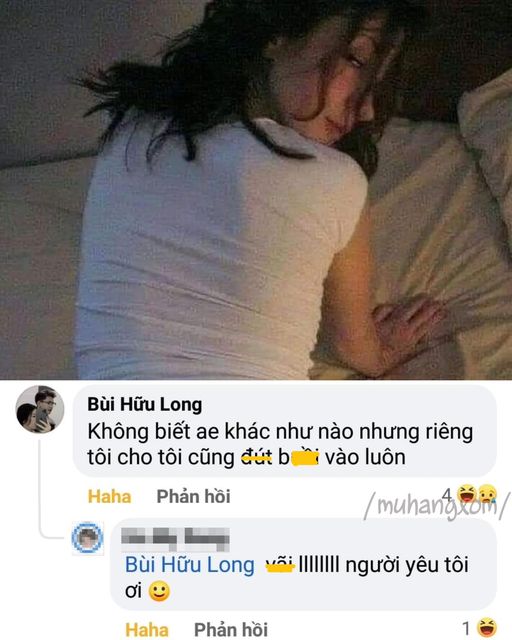 Bùi Hữu Long
Không biết ae khác như nào nhưng riêng
tôi cho tôi cũng đút b i vào luôn
Haha Phản hồi 4
/muhangxom/
Bùi Hữu Long vãi llllllll người yêu tôi
ơi 🙂
Haha Phản hồi 1